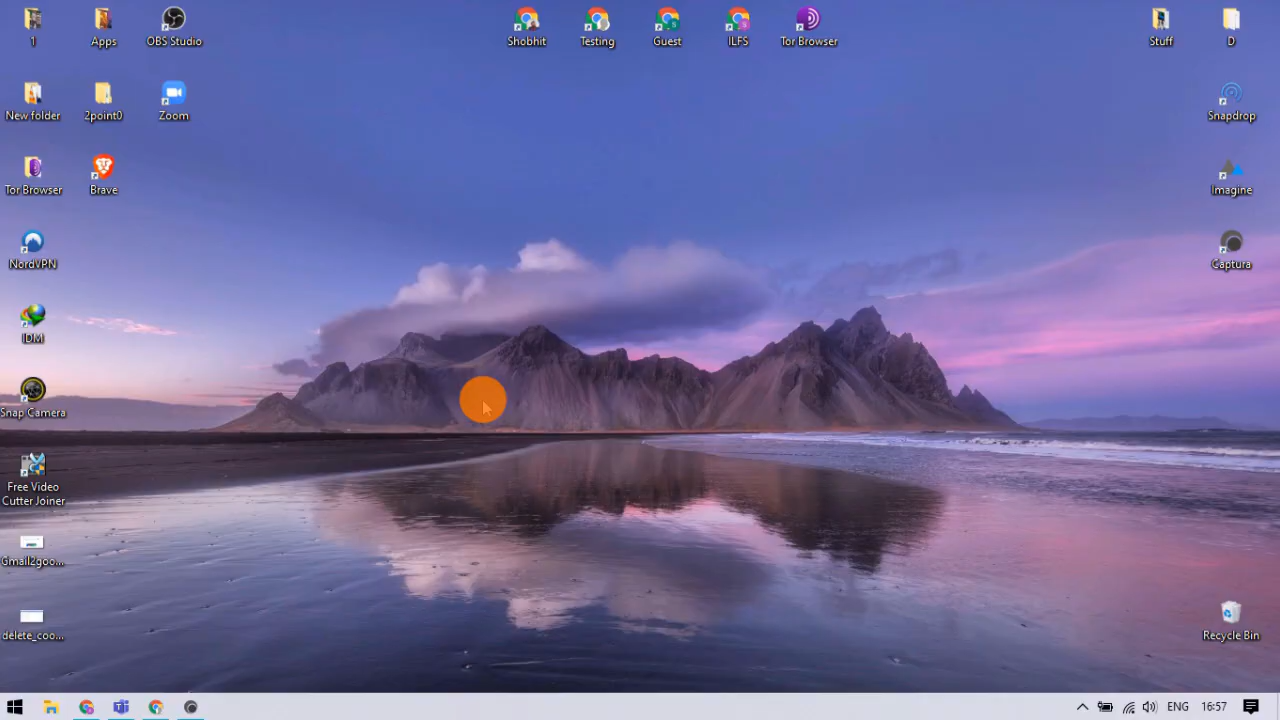 1
Apps
OBS Studio
Shobhit
Testing
Guest
ILFS
Tor Browser
Stuff
D
New folder
2point0
Zoom
Snapdrop
Tor Browser
Brave
Imagine
NordVPN
Captura
IDM
Snap Camera
Free Video
Cutter Joiner
Gmail2goo...
delete_coo...
Recycle Bin
ENG
16:57